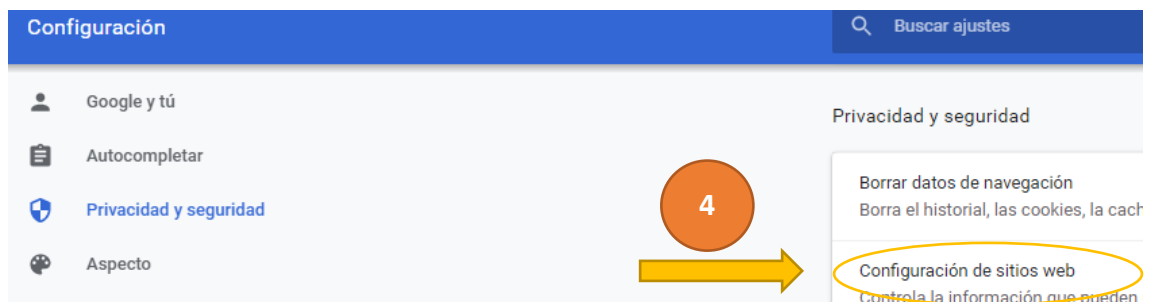 Configuración
Buscar ajustes
Google y tú
Autocompletar
Privacidad y seguridad
Aspecto
4
Privacidad y seguridad
Borrar datos de navegación
Borra el historial, las cookies, la cach
Configuración de sitios web
Controla la información que pueden